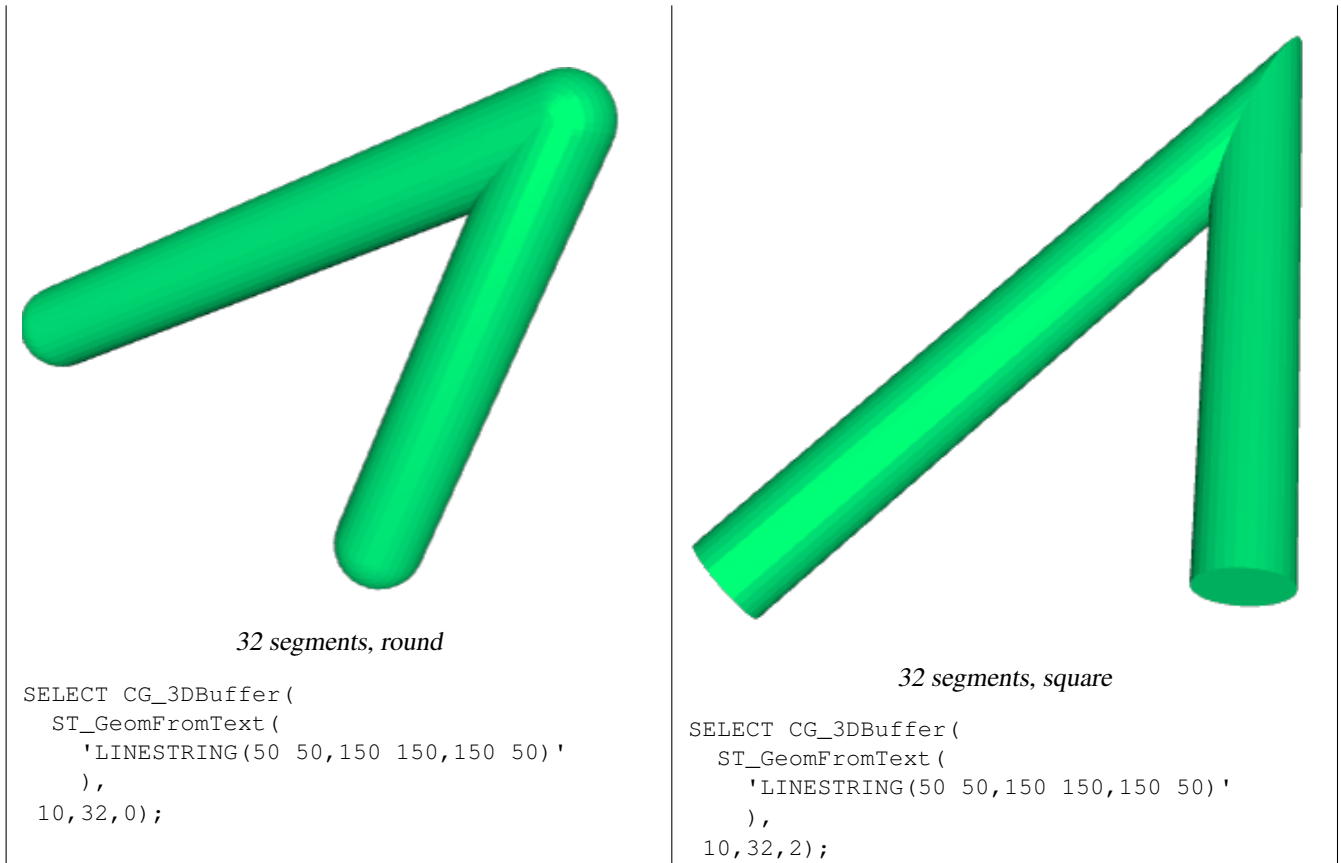 32 segments, round
SELECT CG_3DBuffer(
ST_GeomFromText(
'LINESTRING(50 50,150 150,150 50)'
),
10,32,0);
32 segments, square
SELECT CG_3DBuffer(
ST_GeomFromText(
'LINESTRING(50 50,150 150,150 50)'
),
10,32,2);